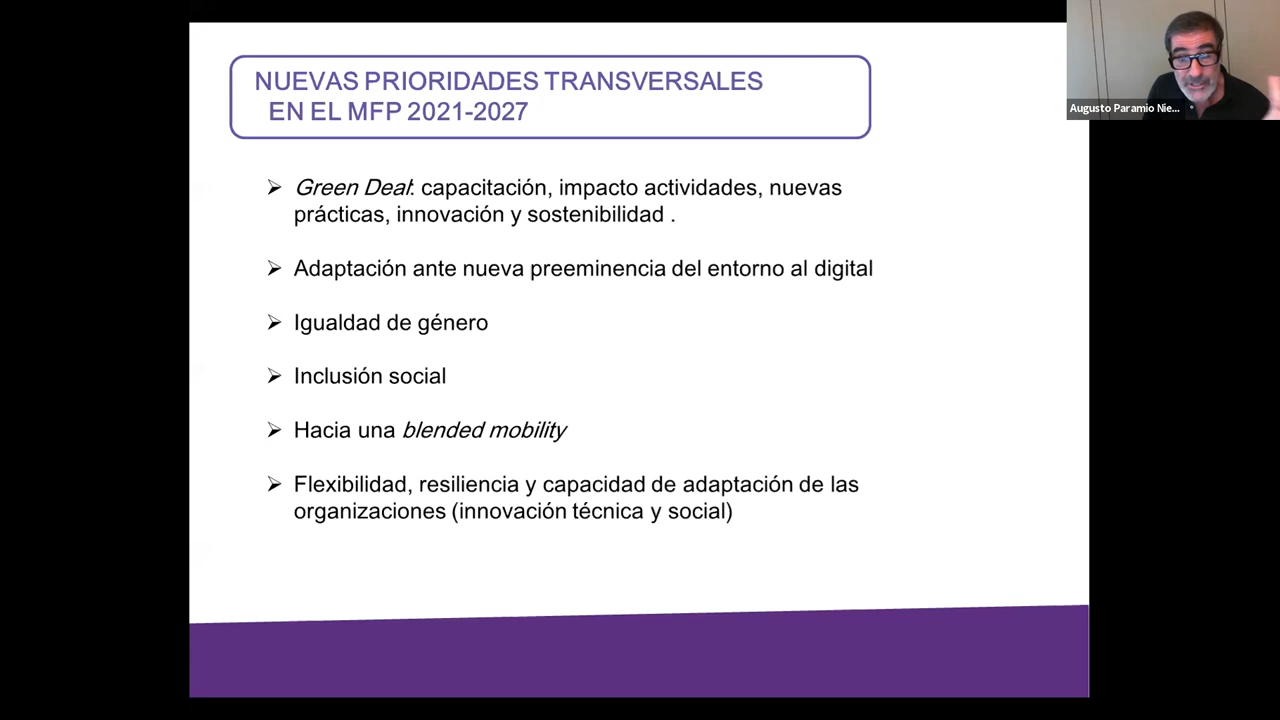 NUEVAS PRIORIDADES TRANSVERSALES
EN EL MFP 2021-2027
Green Deal: capacitación, impacto actividades, nuevas
prácticas, innovación y sostenibilidad .
Adaptación ante nueva preeminencia del entorno al digital
Igualdad de género
Inclusión social
Hacia una blended mobility
Flexibilidad, resiliencia y capacidad de adaptación de las
organizaciones (innovación técnica y social)
Augusto Paramio Nie...